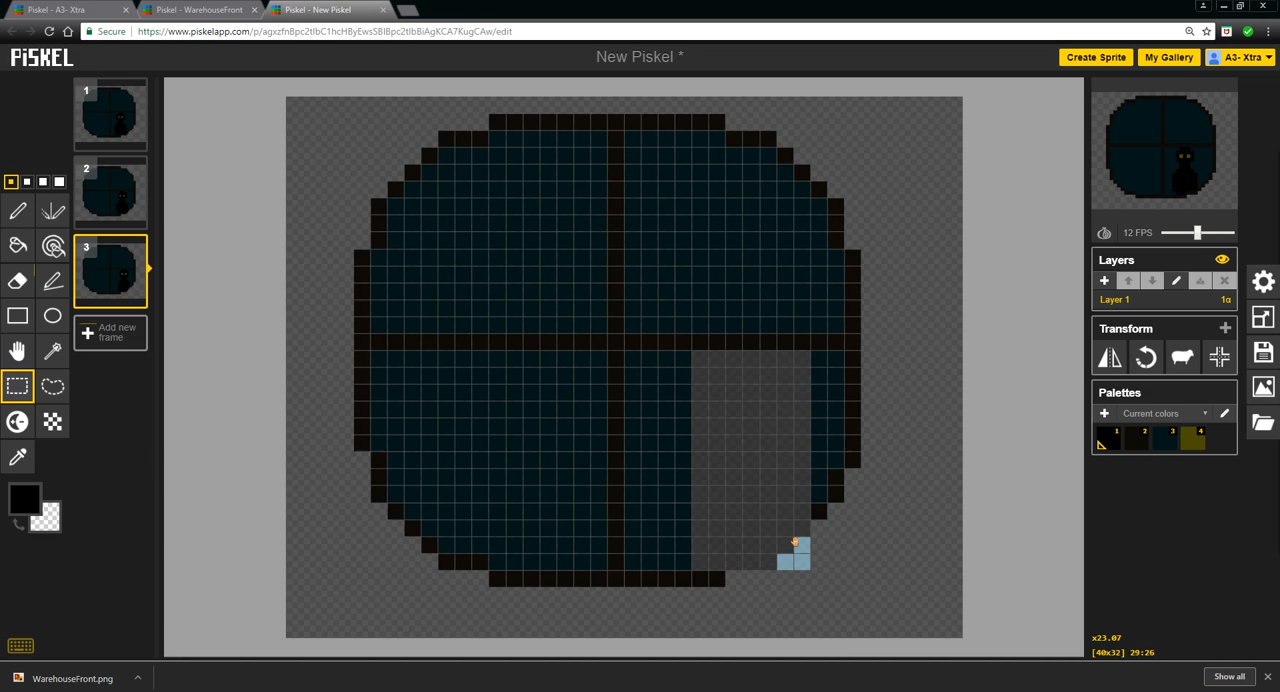 Piskel - A3- Xtra
Piskel - WarehouseFront
Piskel - New Piskel
Secure
https://www.piskelapp.com/p/agxzfnBpc2tlbC1hcHByEwsSBlBpc2tlbBiAgKCA7KugCAw/edit
PiSKEL
New Piskel *
Create Sprite
My Gallery
A3- Xtra
1
2
3
Add new
frame
12 FPS
Layers
Layer 1
1α
Transform
Palettes
Current colors
1
2
3
4
x23.07
[40x32] 29:26
WarehouseFront.png
Show all